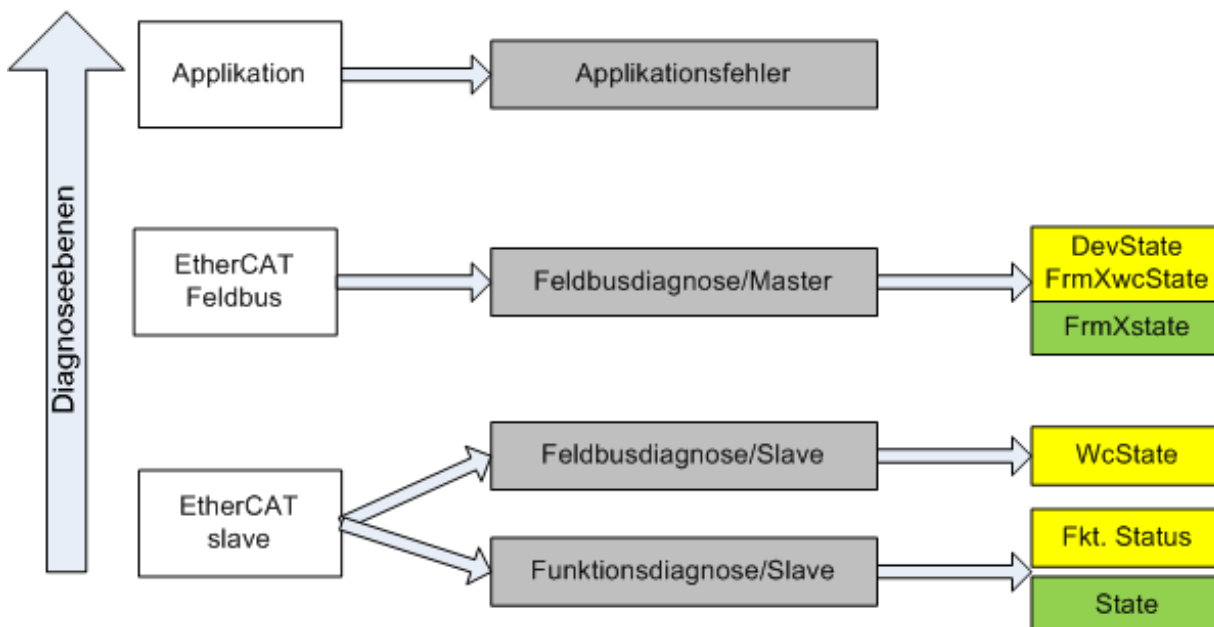 Diagnoseebenen
Applikation
Applikationsfehler
EtherCAT
Feldbus
Feldbusdiagnose/Master
DevState
FrmXwcState
FrmXstate
EtherCAT
slave
Feldbusdiagnose/Slave
WcState
Funktionsdiagnose/Slave
Fkt. Status
State